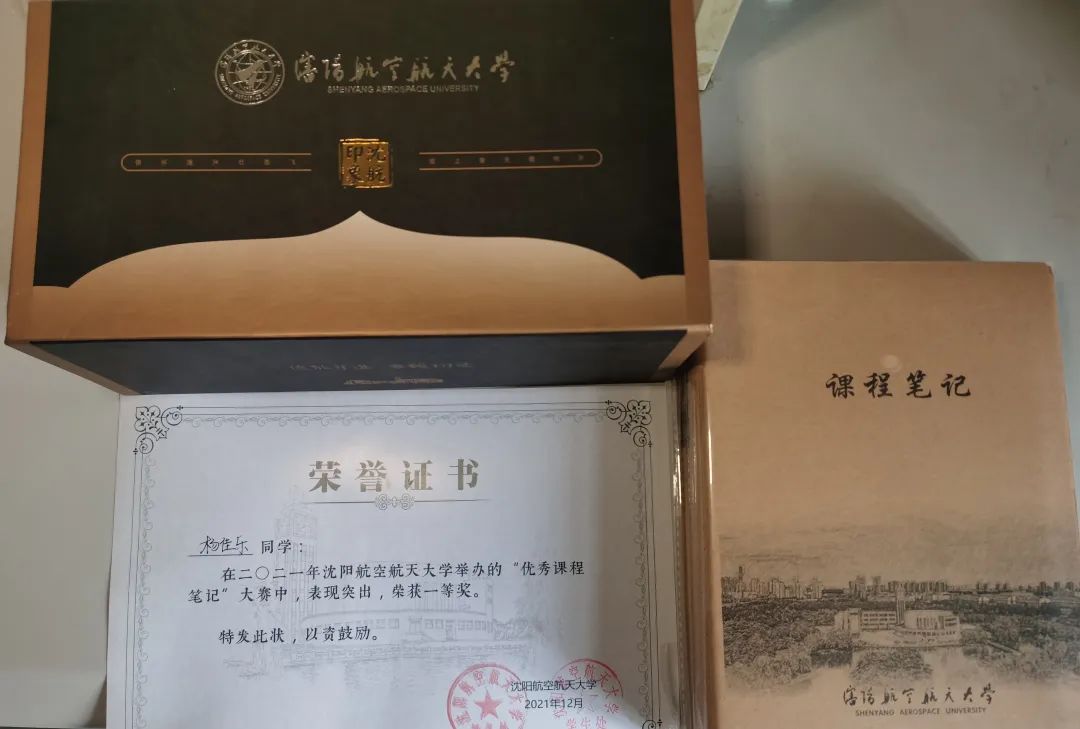 沈阳航空航天大学
SHENYANG AEROSPACE UNIVERSITY
沈航
印象
荣誉证书
杨佳乐 同学：
在二〇二一年沈阳航空航天大学举办的“优秀课程
笔记”大赛中，表现突出，荣获一等奖。
特发此状，以资鼓励。
沈阳航空航天大学
2021年12月
课程笔记
沈阳航空航天大学
SHENYANG AEROSPACE UNIVERSITY